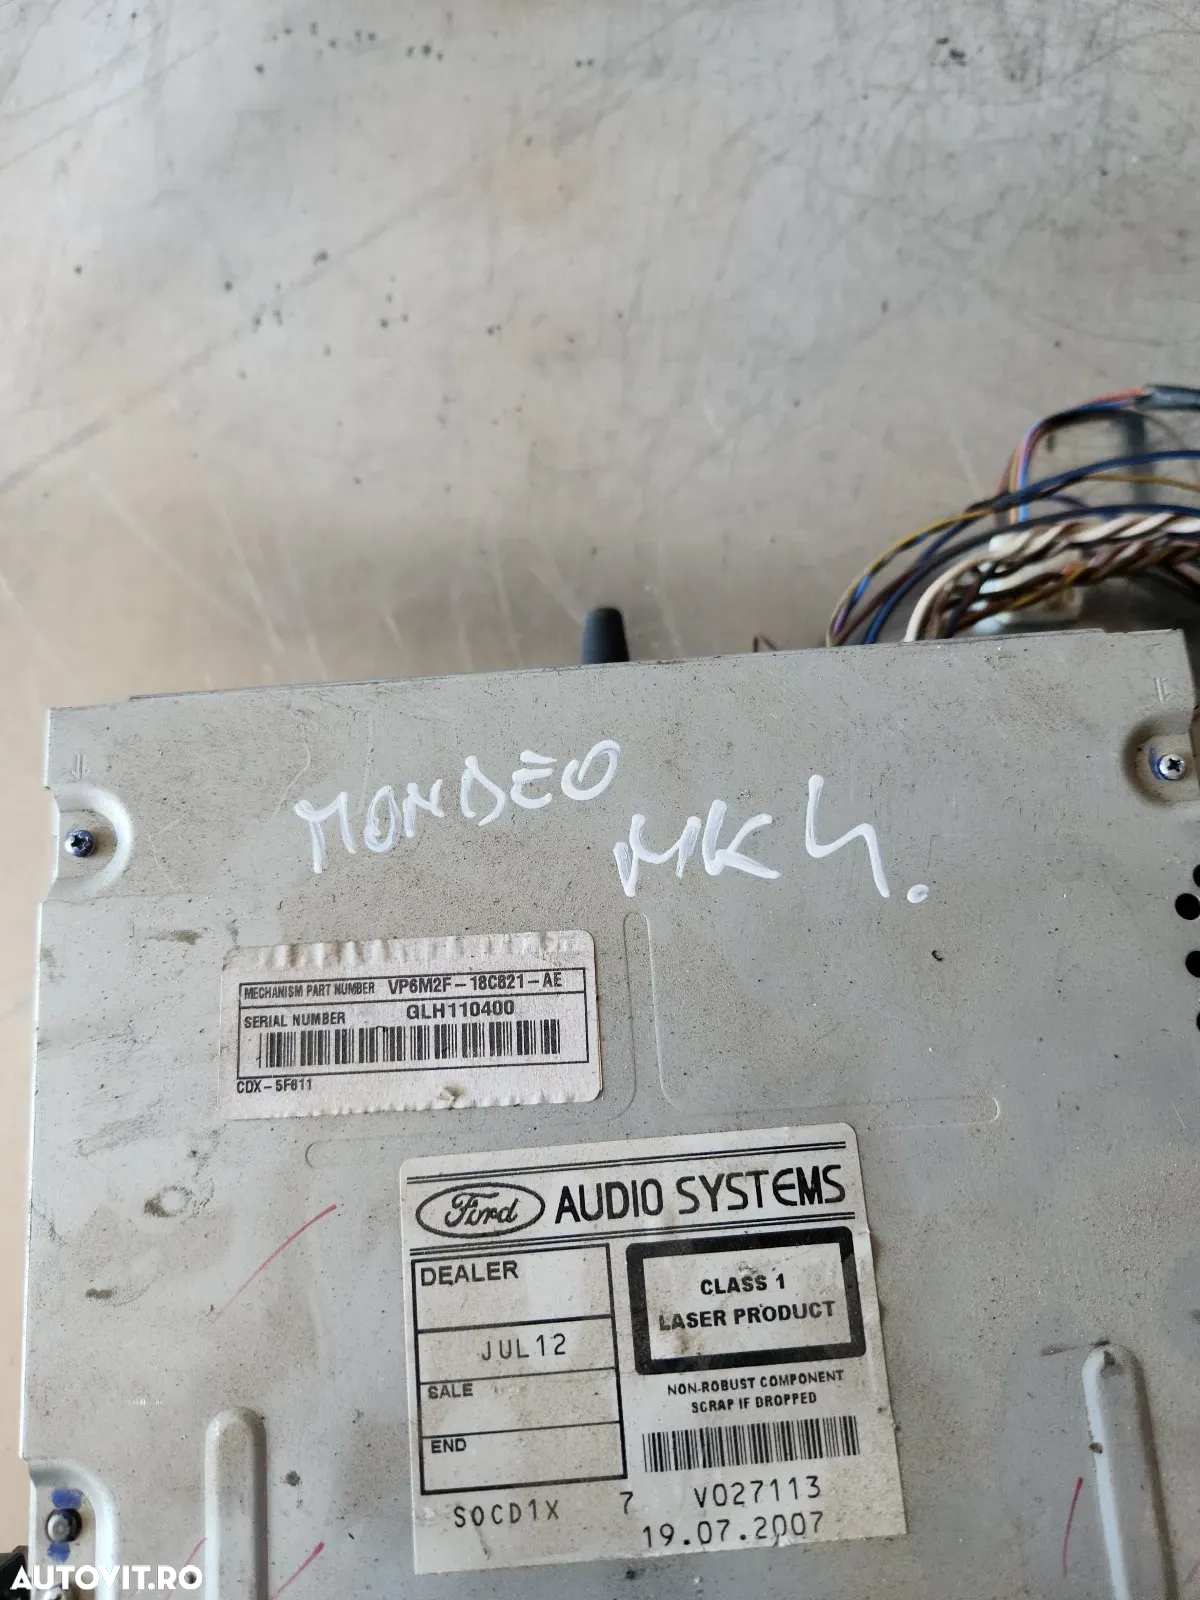 MONDEO
MK4.
MECHANISM PART NUMBER VP6M2F-18C821-AE
SERIAL NUMBER GLH110400
CDX-5F611
Ford AUDIO SYSTEMS
DEALER
JUL12
SALE
END
CLASS 1
LASER PRODUCT
NON-ROBUST COMPONENT
SCRAP IF DROPPED
V027113
SOCD1X 7
19.07.2007
AUTOVIT.RO